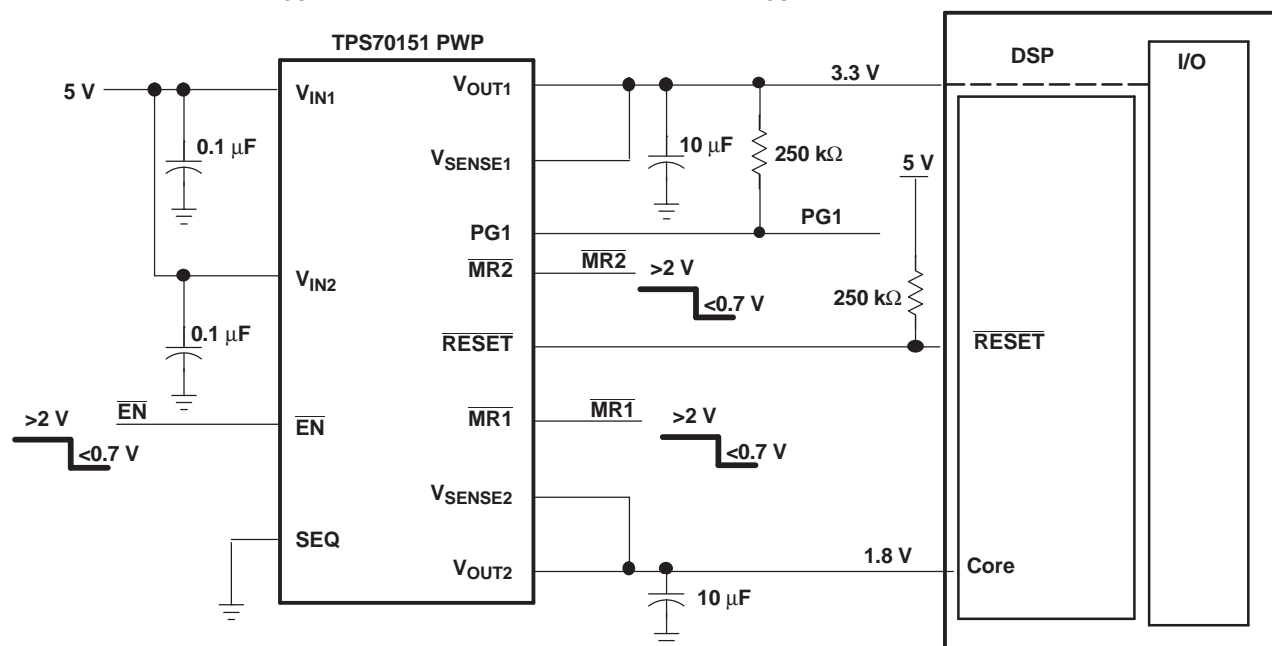 TPS70151 PWP
DSP
I/O
5 V
VIN1
VOUT1
3.3 V
0.1 μF
VSENSE1
10 μF
250 kΩ
5 V
PG1
PG1
MR2
MR2
>2 V
<0.7 V
VIN2
250 kΩ
0.1 μF
RESET
RESET
>2 V
EN
<0.7 V
EN
MR1
MR1
>2 V
<0.7 V
VSENSE2
SEQ
VOUT2
1.8 V
Core
10 μF